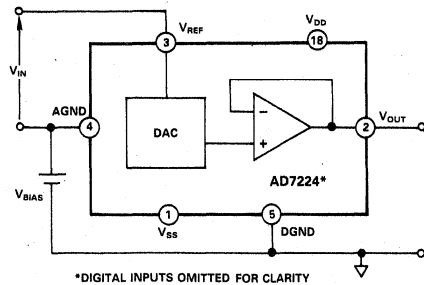 3
VREF
VDD
18
VIN
AGND
4
DAC
−
+
2
VOUT
AD7224*
VBIAS
1
VSS
5
DGND
*DIGITAL INPUTS OMITTED FOR CLARITY